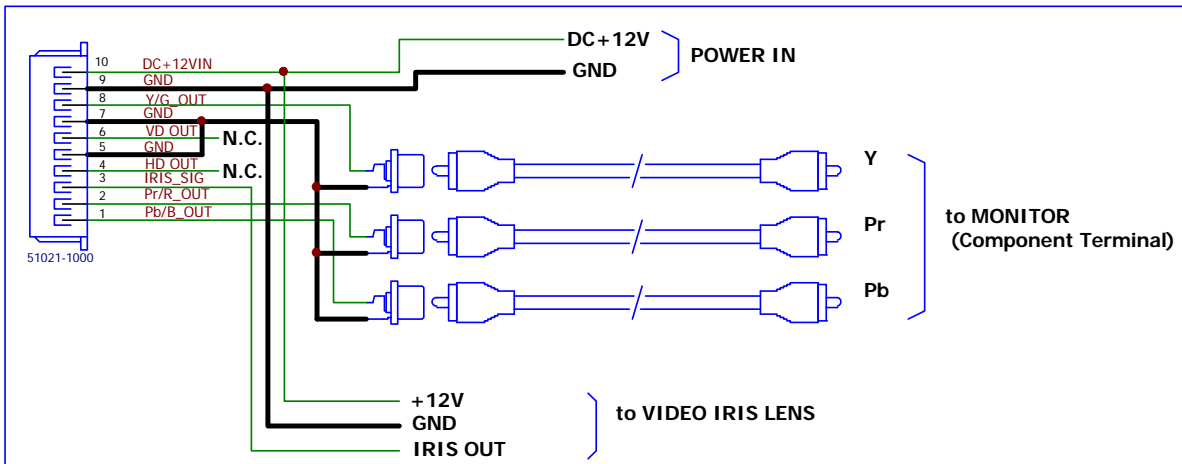 10 DC+12VIN
9 GND
8 Y/G_OUT
7 GND
6 VD OUT N.C.
5 GND
4 HD OUT N.C.
3 IRIS_SIG
2 Pr/R_OUT
1 Pb/B_OUT
51021-1000
DC+12V
GND
POWER IN
Y
Pr
Pb
to MONITOR
(Component Terminal)
+12V
GND
IRIS OUT
to VIDEO IRIS LENS